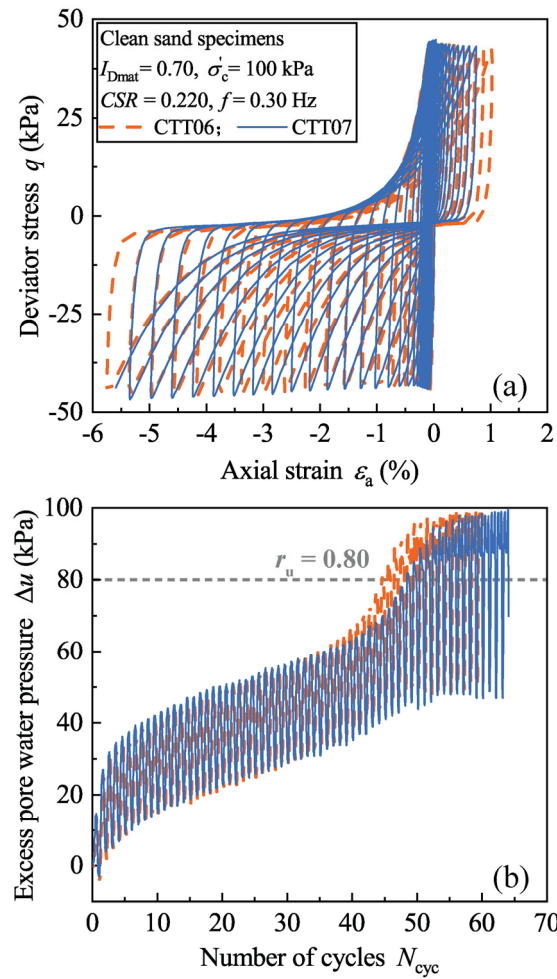 50
25
0
-25
-50
Deviator stress q (kPa)
Clean sand specimens
I_Dmat = 0.70, σ'_c = 100 kPa
CSR = 0.220, f = 0.30 Hz
CTT06; CTT07
(a)
-6 -5 -4 -3 -2 -1 0 1 2
Axial strain ε_a (%)
100
80
60
40
20
0
Excess pore water pressure Δu (kPa)
r_u = 0.80
(b)
0 10 20 30 40 50 60 70
Number of cycles N_cyc